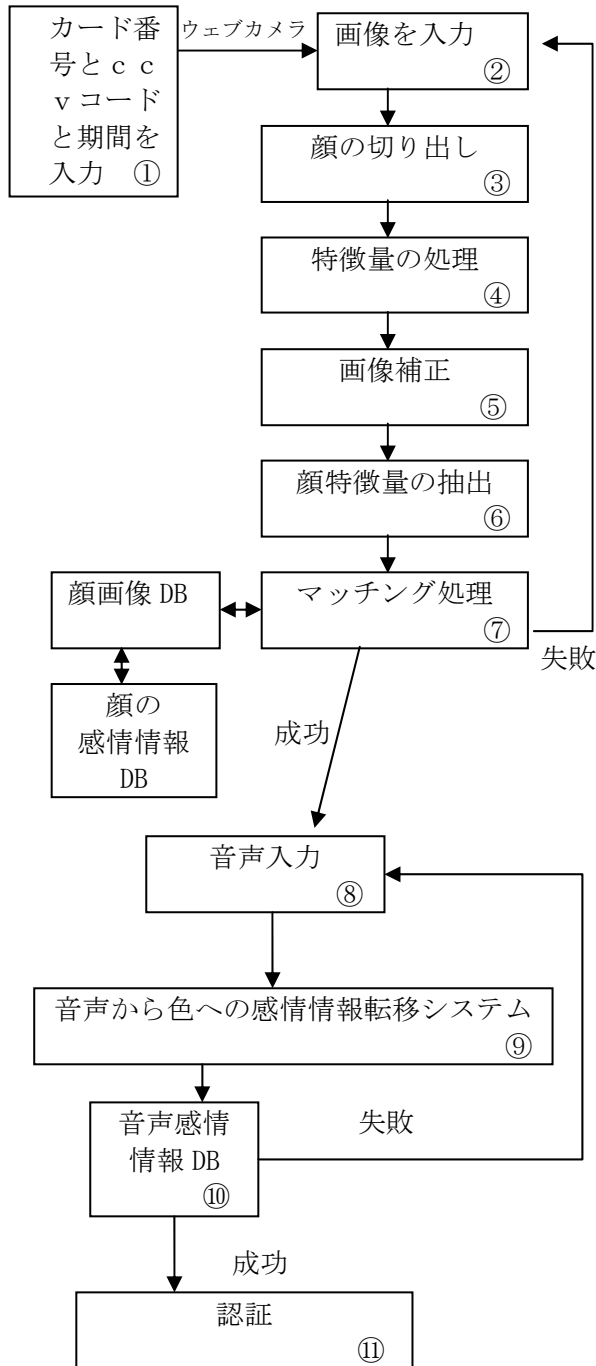 カード番
号とｃｃ
ｖコード
と期間を
入力 ①
ウェブカメラ
画像を入力
②
顔の切り出し
③
特徴量の処理
④
画像補正
⑤
顔特徴量の抽出
⑥
顔画像 DB
マッチング処理
⑦
失敗
顔の
感情情報
DB
成功
音声入力
⑧
音声から色への感情情報転移システム
⑨
音声感情
情報 DB
⑩
失敗
成功
認証
⑪